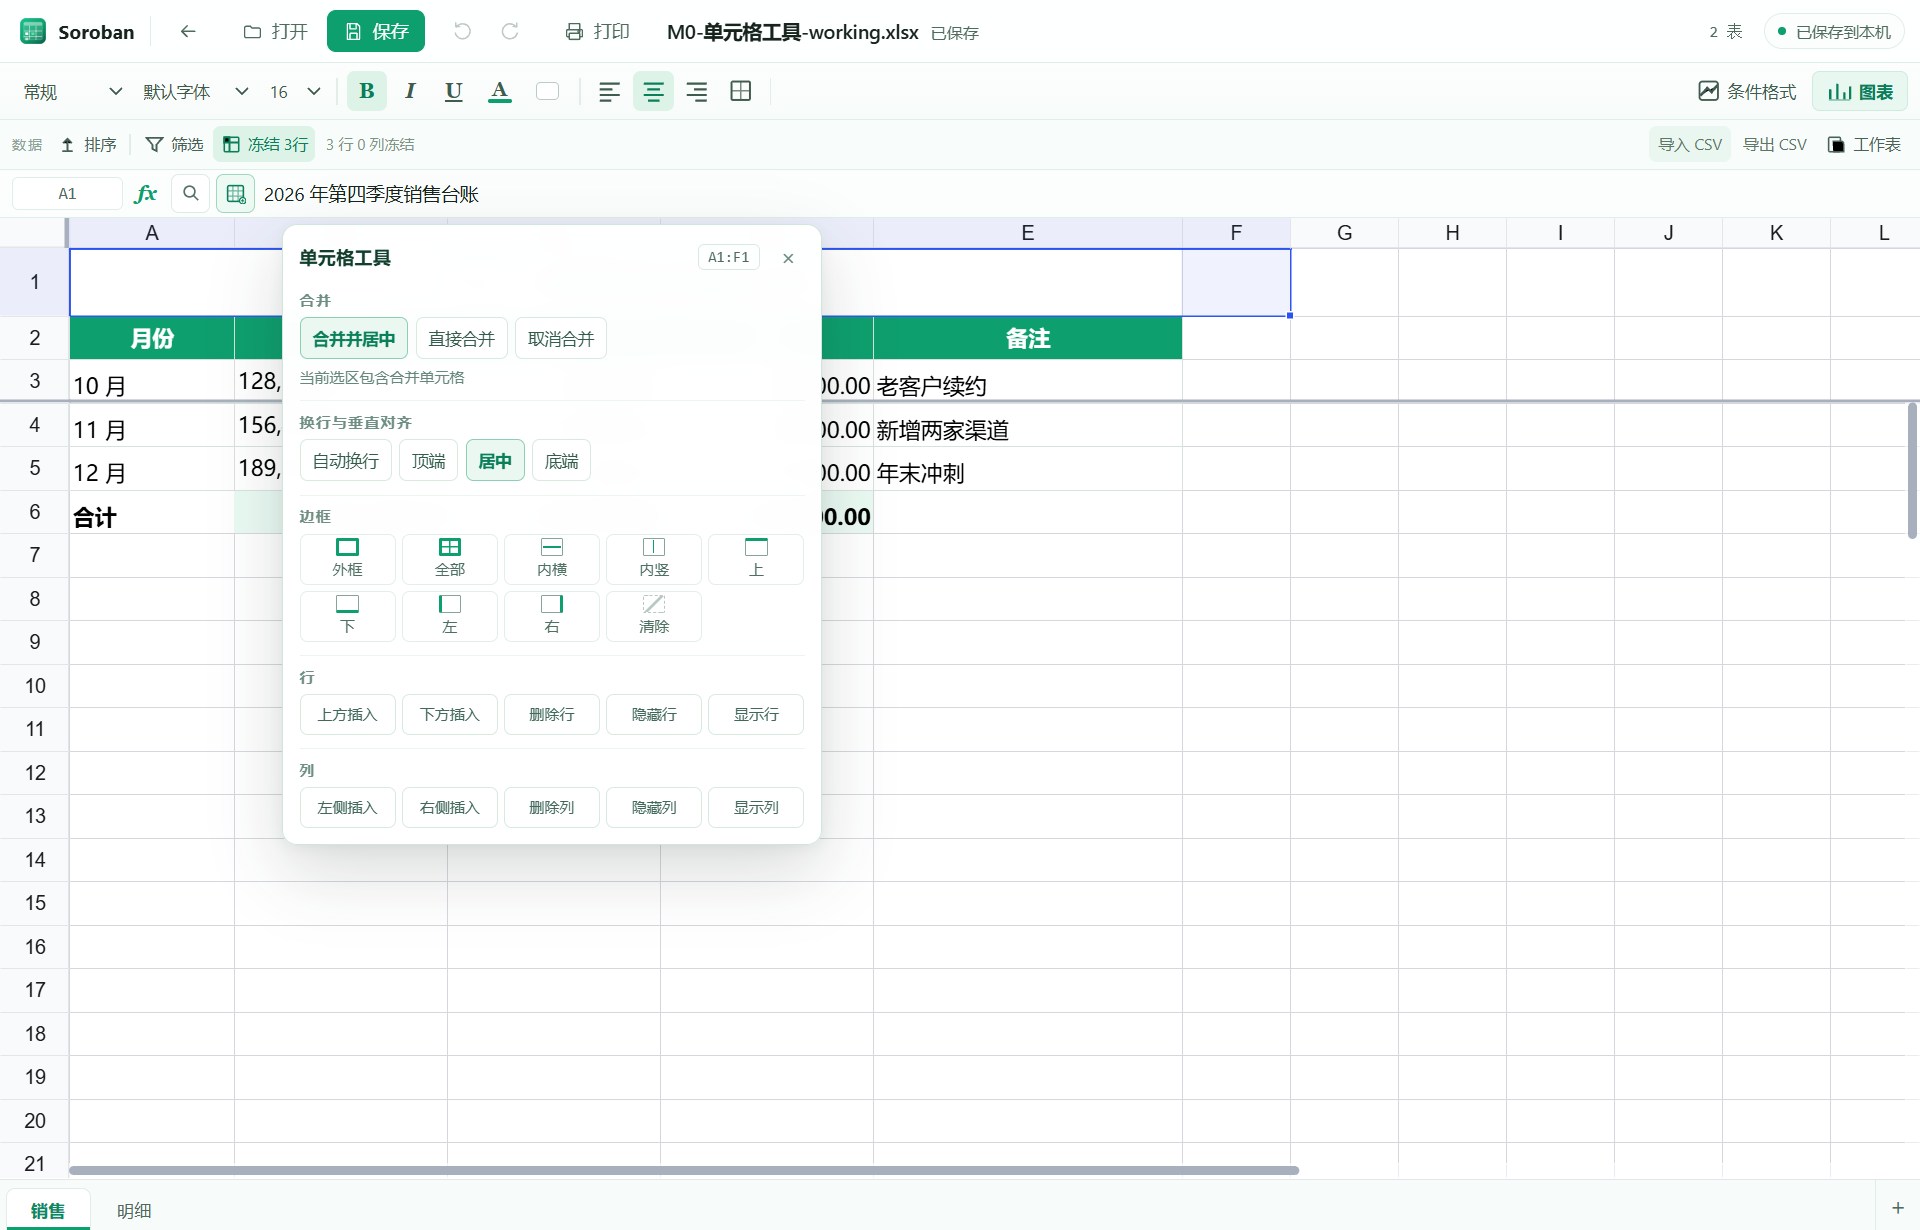 Soroban
打开
保存
打印
M0-单元格工具-working.xlsx 已保存
2 表
已保存到本机
常规
默认字体
16
B I U A
条件格式
图表
数据
排序
筛选
冻结 3行
3 行 0 列冻结
导入 CSV
导出 CSV
工作表
A1
fx
2026 年第四季度销售台账
A E F G H I J K L
1
2 月份 备注
3 10 月 128, 00.00 老客户续约
4 11 月 156, 00.00 新增两家渠道
5 12 月 189, 00.00 年末冲刺
6 合计 00.00
7
8
9
10
11
12
13
14
15
16
17
18
19
20
21
单元格工具 A1:F1 ×
合并
合并并居中 直接合并 取消合并
当前选区包含合并单元格
换行与垂直对齐
自动换行 顶端 居中 底端
边框
外框 全部 内横 内竖 上
下 左 右 清除
行
上方插入 下方插入 删除行 隐藏行 显示行
列
左侧插入 右侧插入 删除列 隐藏列 显示列
销售 明细 +